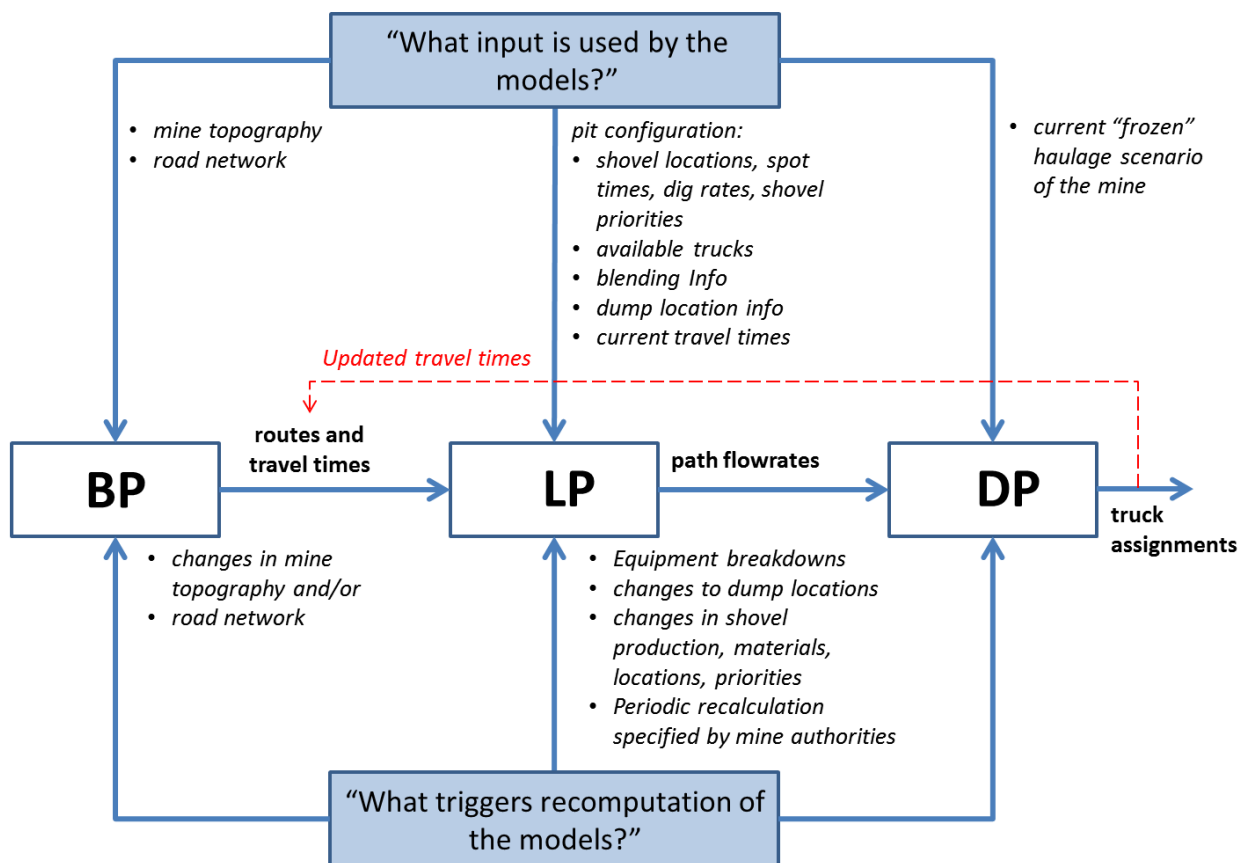 “What input is used by the
models?”
• mine topography
• road network
pit configuration:
• shovel locations, spot
times, dig rates, shovel
priorities
• available trucks
• blending Info
• dump location info
• current travel times
• current “frozen”
haulage scenario
of the mine
Updated travel times
BP
routes and
travel times
LP
path flowrates
DP
truck
assignments
• changes in mine
topography and/or
• road network
• Equipment breakdowns
• changes to dump locations
• changes in shovel
production, materials,
locations, priorities
• Periodic recalculation
specified by mine authorities
“What triggers recomputation of
the models?”